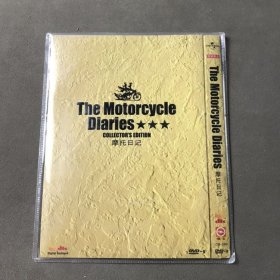 The Motorcycle
Diaries★★★
COLLECTOR'S EDITION
摩托日记
The Motorcycle Diaries
摩托日记